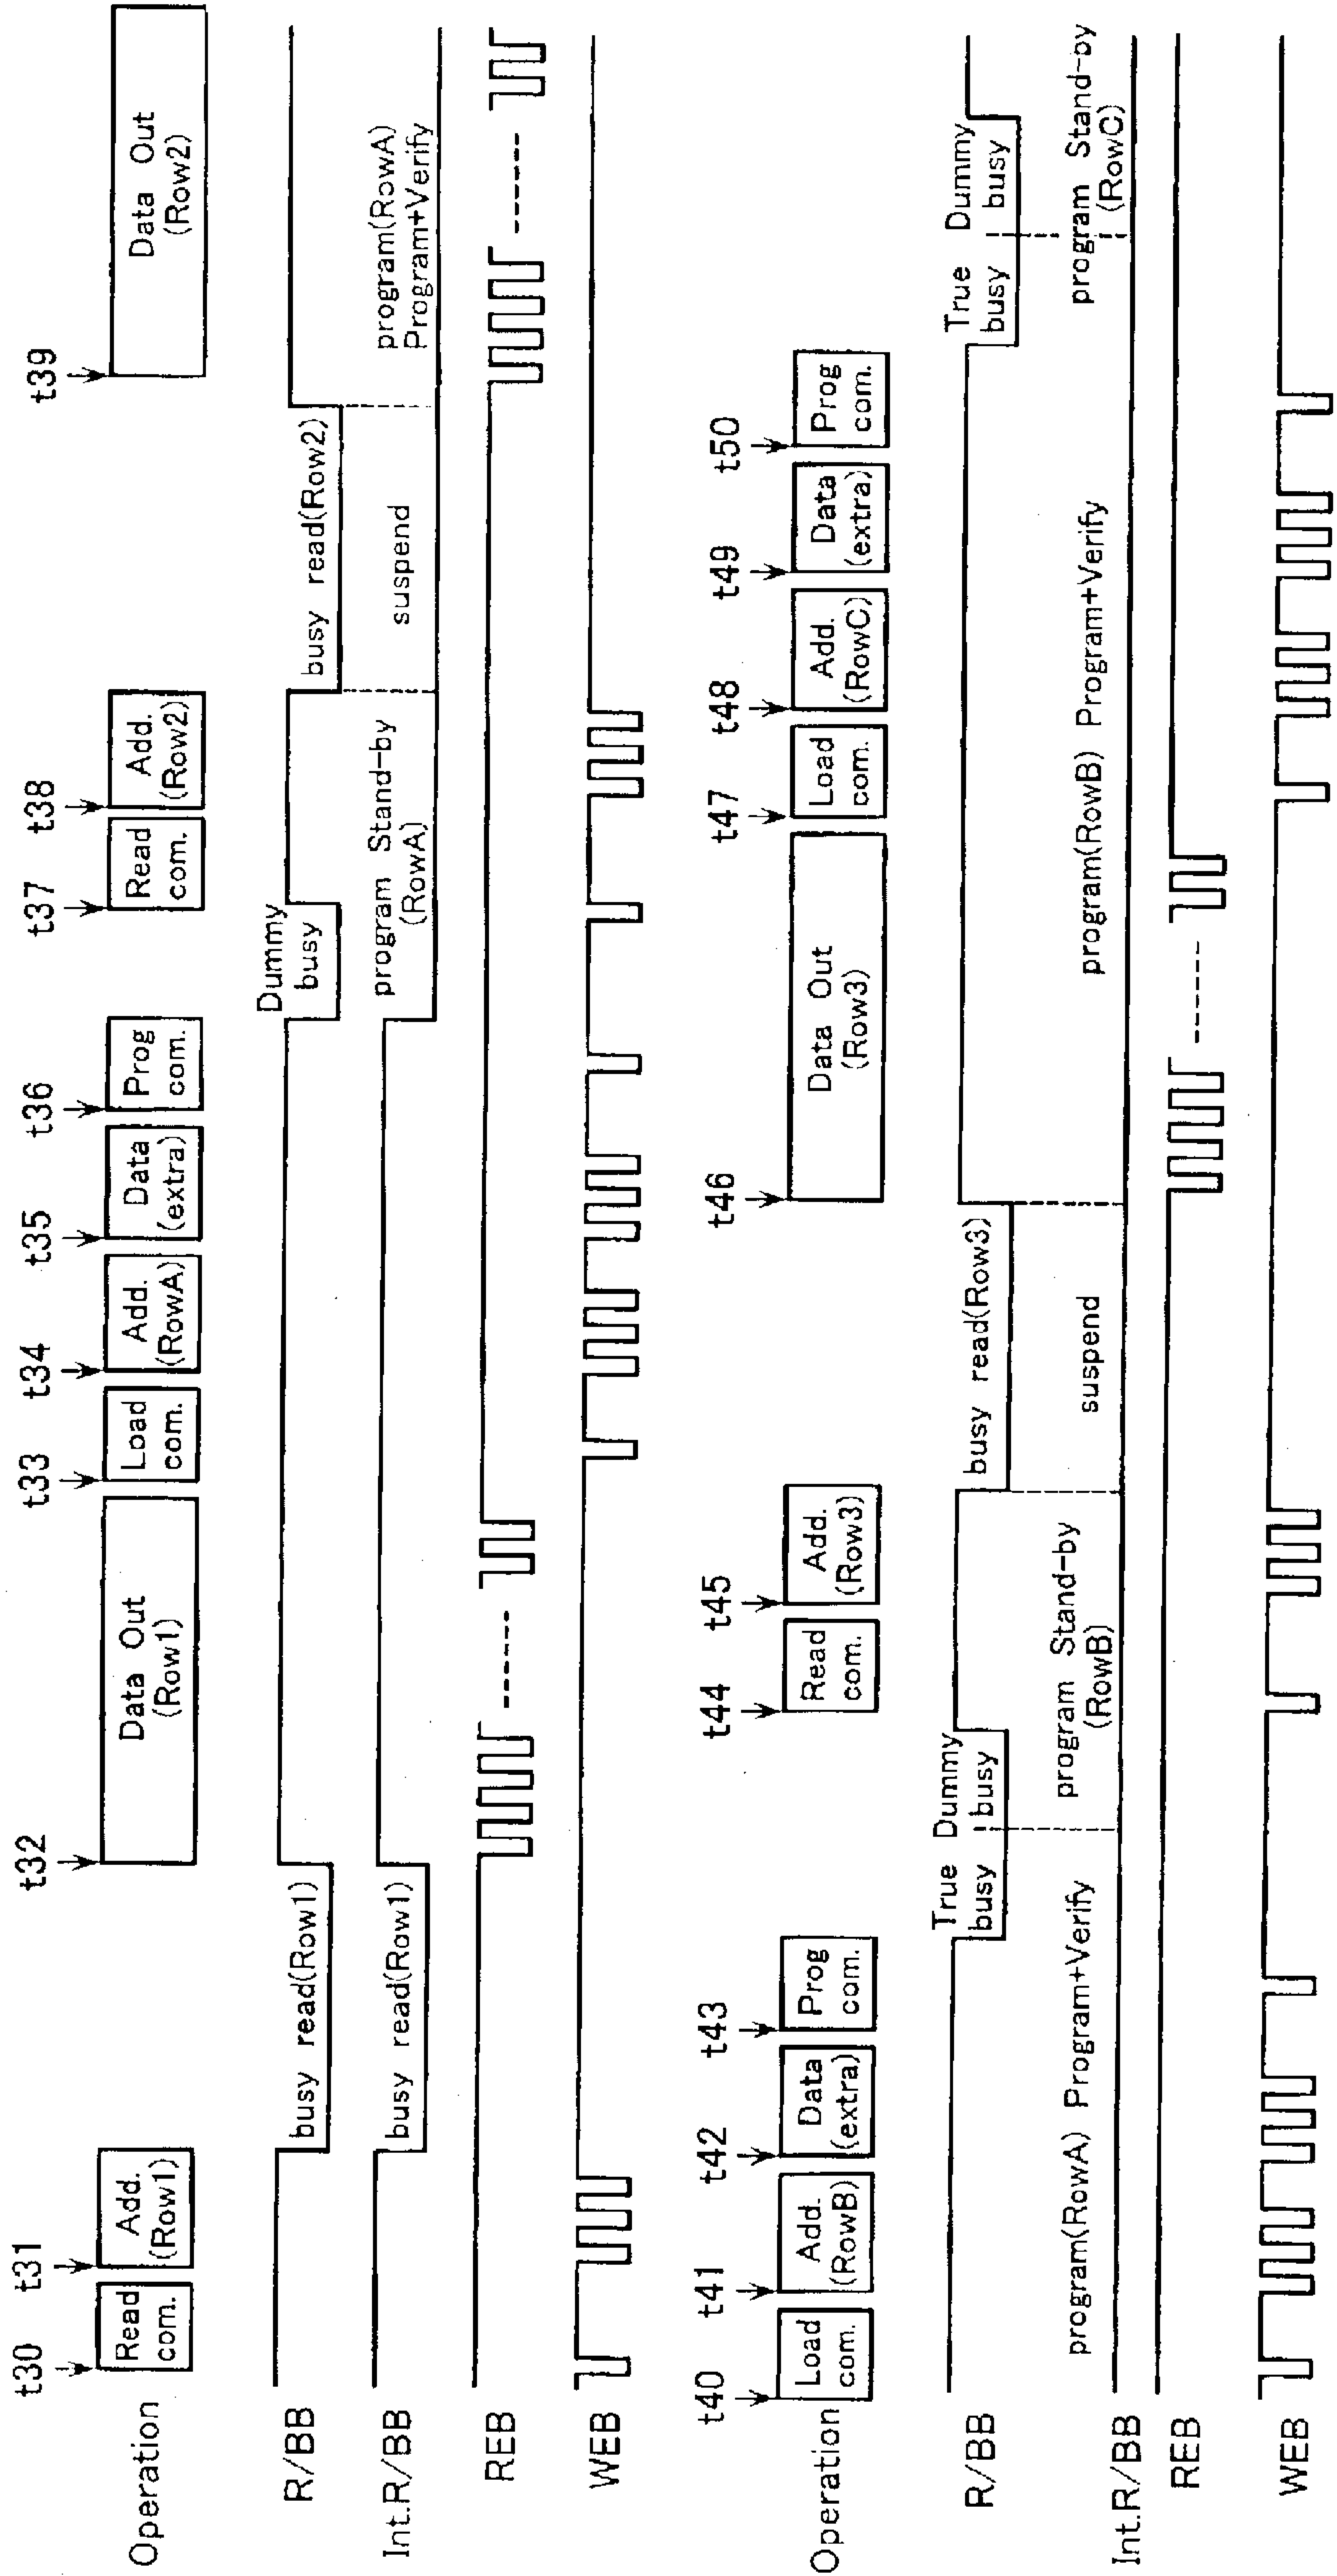 t30
t31
t32
t33
t34
t35
t36
t37
t38
t39
Operation
Read
com.
Add.
(Row1)
Data Out
(Row1)
Load
com.
Add.
(RowA)
Data
(extra)
Prog
com.
Read
com.
Add.
(Row2)
Data Out
(Row2)
R/BB
busy read(Row1)
Dummy
busy
busy read(Row2)
Int.R/BB
busy read(Row1)
program Stand-by
(RowA)
suspend
program(RowA)
Program+Verify
REB
WEB
t40
t41
t42
t43
t44
t45
t46
t47
t48
t49
t50
Operation
Load
com.
Add.
(RowB)
Data
(extra)
Prog
com.
Read
com.
Add.
(Row3)
Data Out
(Row3)
Load
com.
Add.
(RowC)
Data
(extra)
Prog
com.
R/BB
True
busy
Dummy
busy
busy read(Row3)
True
busy
Dummy
busy
Int.R/BB
program(RowA) Program+Verify
program Stand-by
(RowB)
suspend
program(RowB) Program+Verify
program Stand-by
(RowC)
REB
WEB